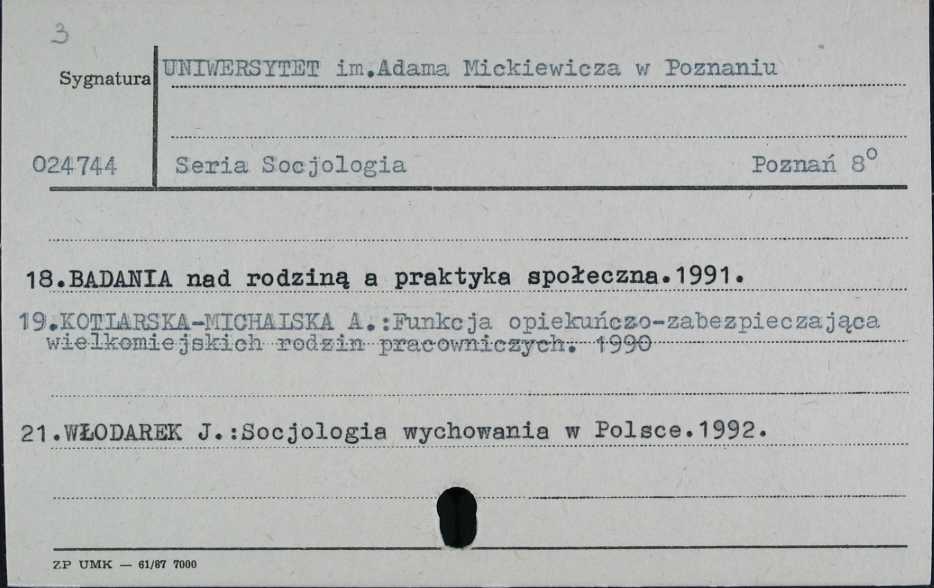 3
Sygnatura UNIWERSYTET im.Adama Mickiewicza w Poznaniu
024744 Seria Socjologia Poznań 8°
18.BADANIA nad rodziną a praktyka społeczna.1991.
19.KOTLARSKA-MICHALSKA A.:Funkcja opiekuńczo-zabezpieczająca
wielkomiejskich rodzin pracowniczych. 1990
21.WŁODAREK J.:Socjologia wychowania w Polsce.1992.
ZP UMK — 61/87 7000